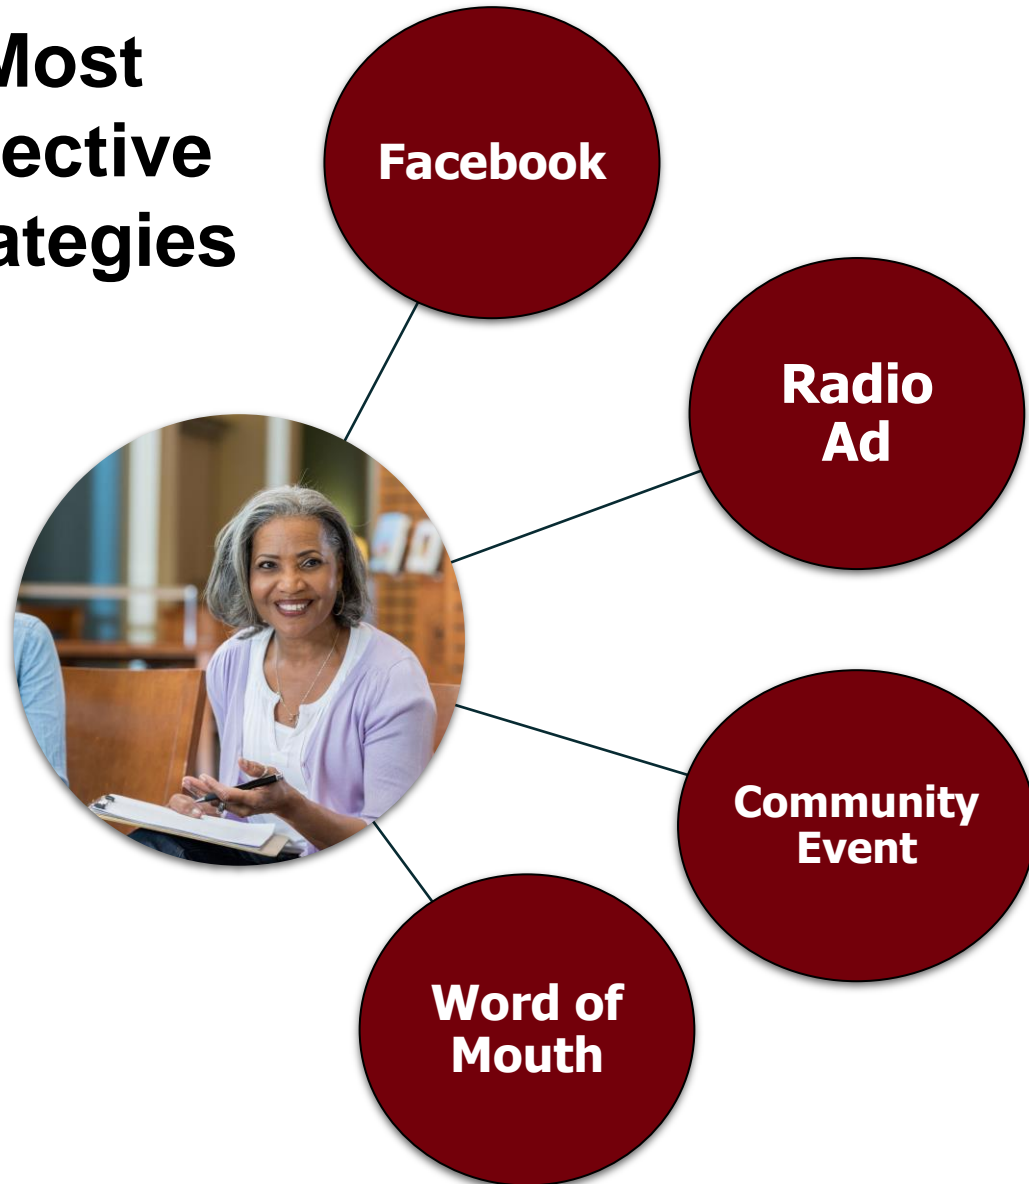 Most
ective
ategies
Facebook
Radio
Ad
Community
Event
Word of
Mouth